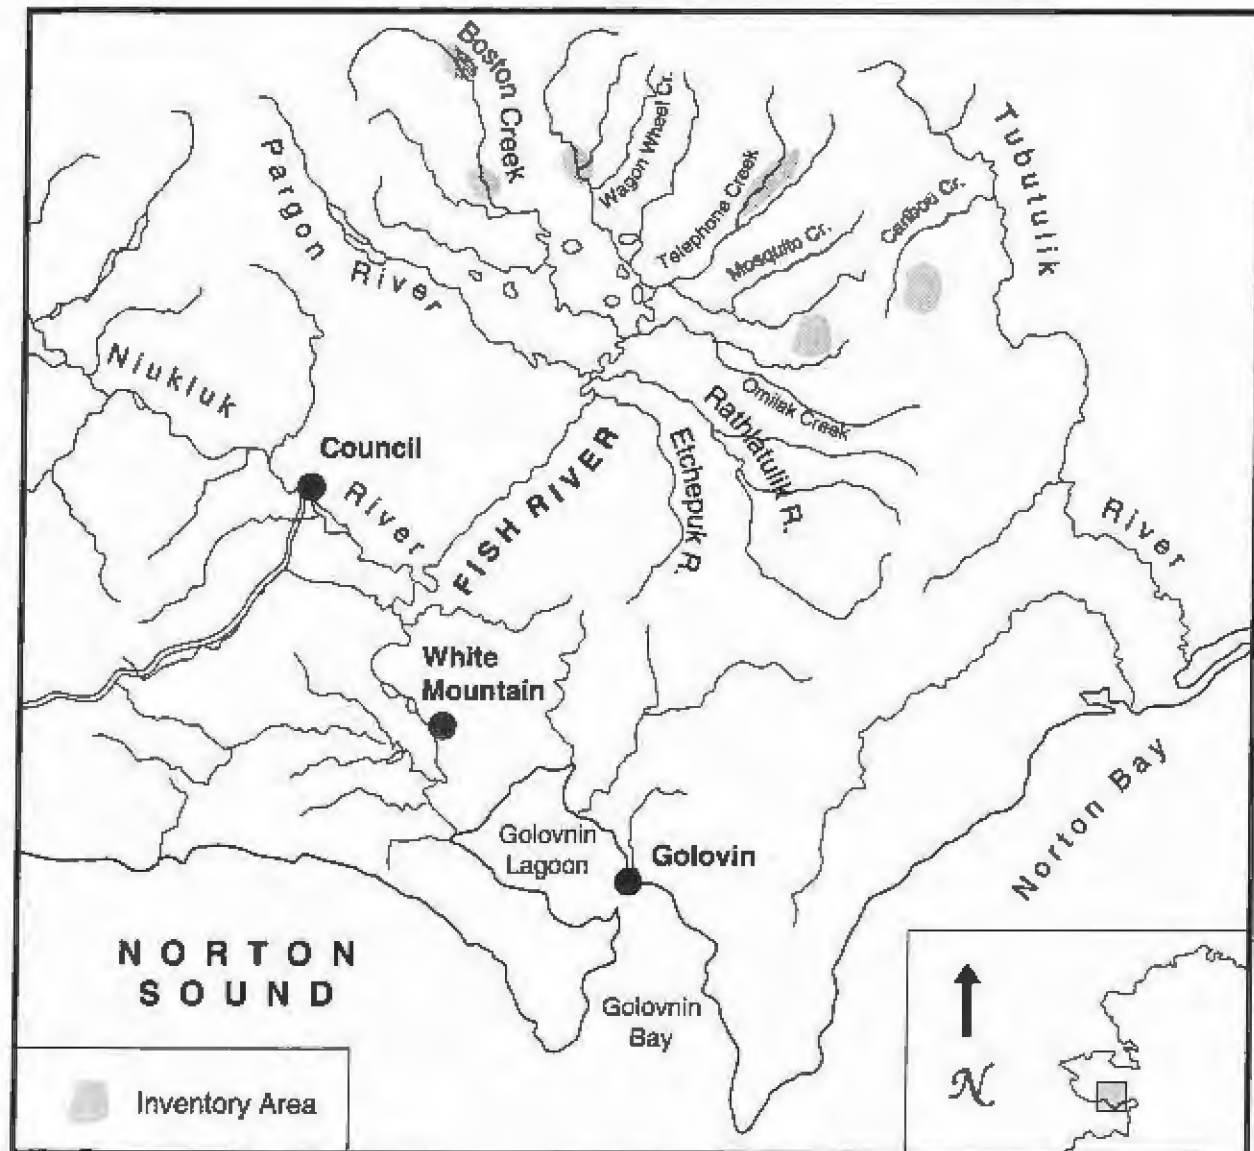 Boston Creek
Wagon Wheel Cr.
Telephone Creek
Mosquito Cr.
Caribou Cr.
Tubutulik
River
Pargon
River
Niukluk
River
Council
FISH RIVER
Omilak Creek
Rathlatulik R.
Etchepuk R.
White
Mountain
Golovnin
Lagoon
Golovin
Norton Bay
NORTON
SOUND
Golovnin
Bay
Inventory Area
N